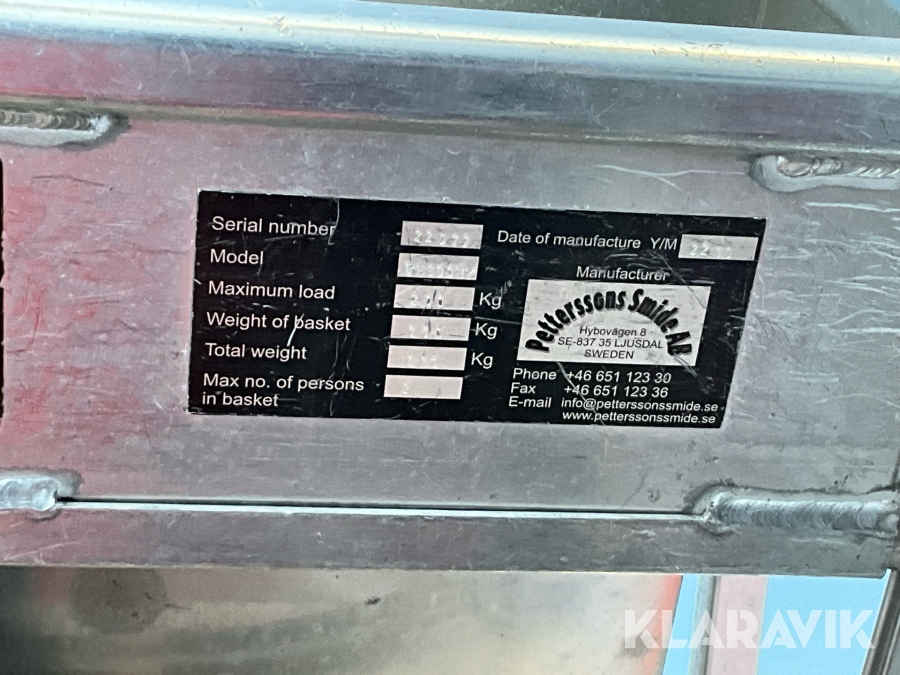 Serial number
Date of manufacture Y/M 22
Model
Manufacturer
Maximum load Kg
Weight of basket Kg
Total weight Kg
Max no. of persons
in basket
Petterssons Smide AB
Hybovägen 8
SE-837 35 LJUSDAL
SWEDEN
Phone +46 651 123 30
Fax +46 651 123 36
E-mail info@petterssonssmide.se
www.petterssonssmide.se
KLARAVIK